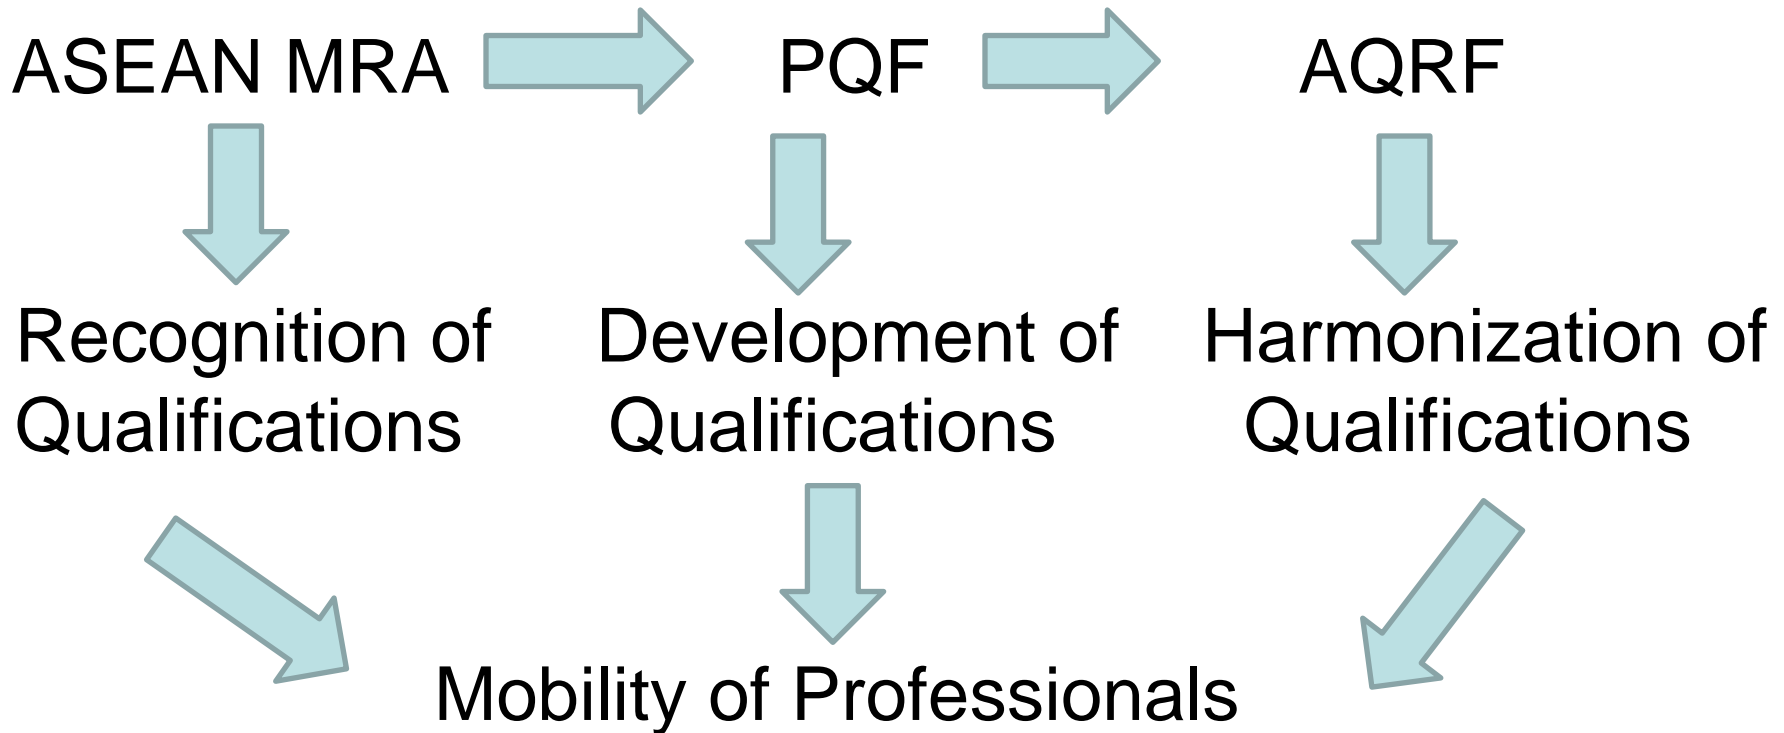 ASEAN MRA PQF AQRF
Recognition of Development of Harmonization of
Qualifications Qualifications Qualifications
Mobility of Professionals